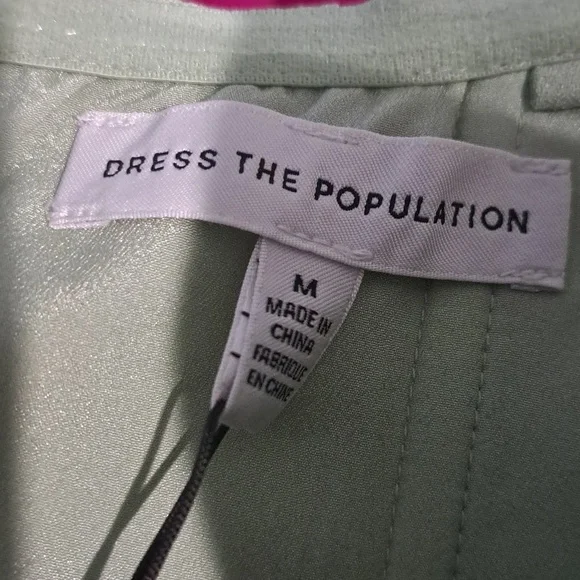 DRESS THE POPULATION
M
MADE IN
CHINA
FABRIQUE
EN CHINE